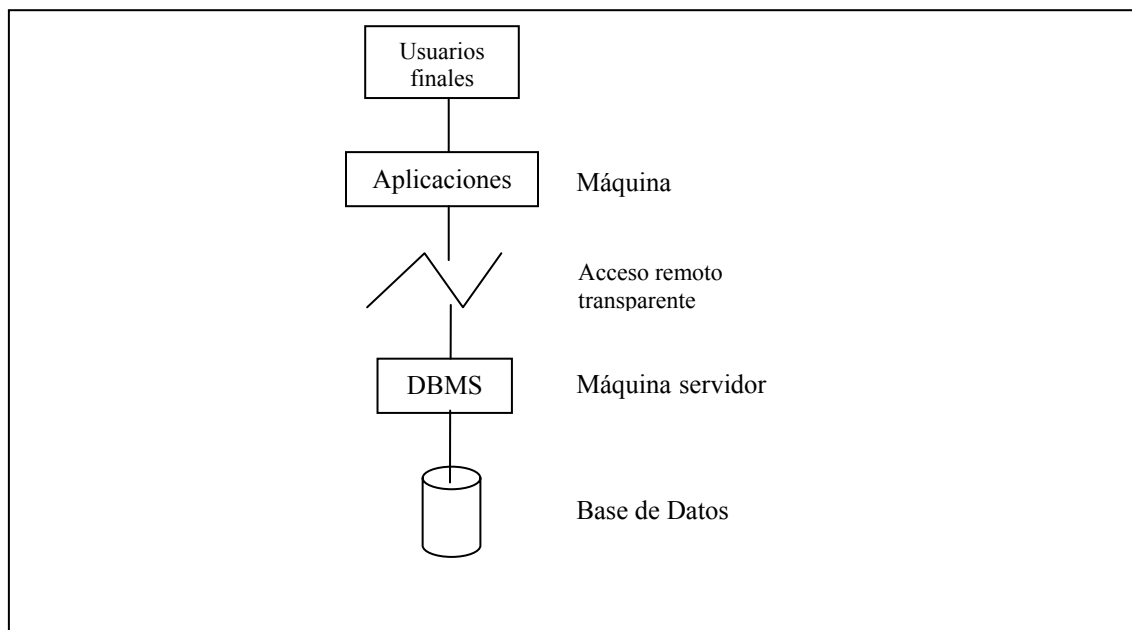 Usuarios
finales
Aplicaciones
Máquina
Acceso remoto
transparente
DBMS
Máquina servidor
Base de Datos